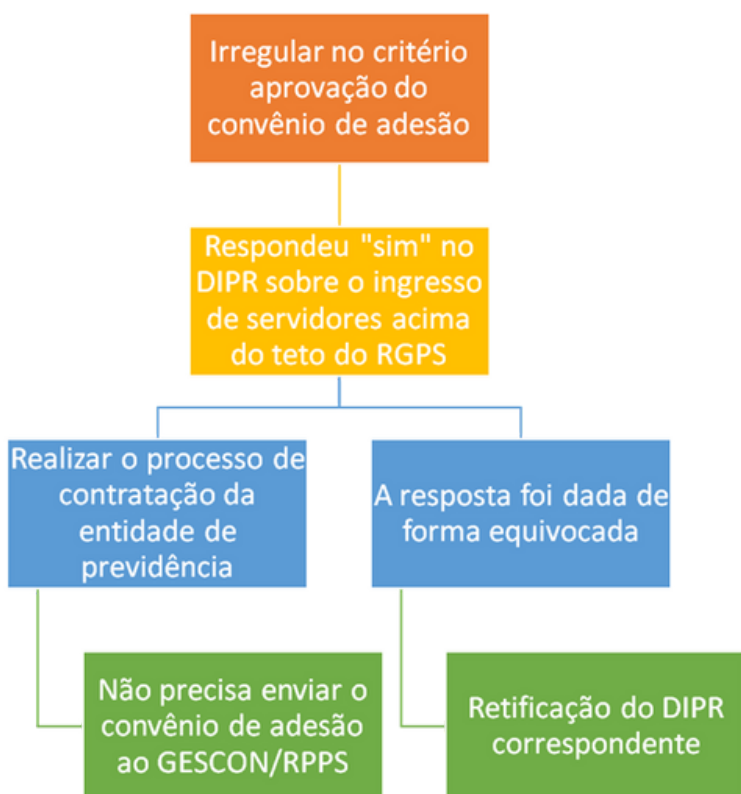 Irregular no critério
aprovação do
convênio de adesão
Respondeu "sim" no
DIPR sobre o ingresso
de servidores acima
do teto do RGPS
Realizar o processo de
contratação da
entidade de
previdência
A resposta foi dada de
forma equivocada
Não precisa enviar o
convênio de adesão
ao GESCON/RPPS
Retificação do DIPR
correspondente